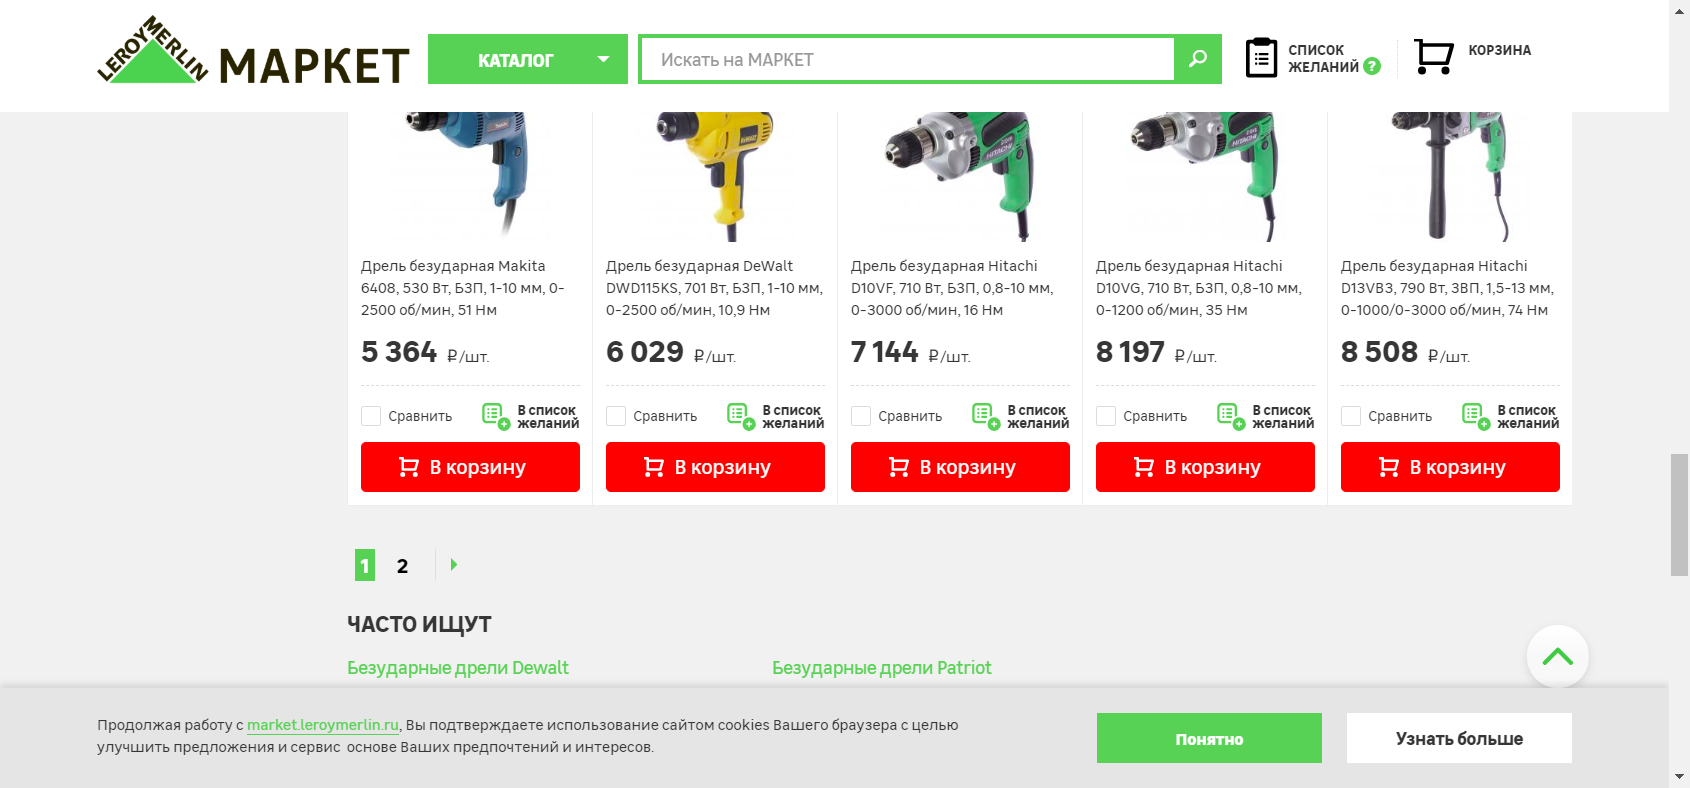 LEROY MERLIN МАРКЕТ
КАТАЛОГ
Искать на МАРКЕТ
СПИСОК
ЖЕЛАНИЙ ?
КОРЗИНА
Дрель безударная Makita
6408, 530 Вт, БЗП, 1-10 мм, 0-
2500 об/мин, 51 Нм
5 364 ₽/шт.
Сравнить
В список
желаний
В корзину
Дрель безударная DeWalt
DWD115KS, 701 Вт, БЗП, 1-10 мм,
0-2500 об/мин, 10,9 Нм
6 029 ₽/шт.
Сравнить
В список
желаний
В корзину
HITACHI
Дрель безударная Hitachi
D10VF, 710 Вт, БЗП, 0,8-10 мм,
0-3000 об/мин, 16 Нм
7 144 ₽/шт.
Сравнить
В список
желаний
В корзину
HITACHI
Дрель безударная Hitachi
D10VG, 710 Вт, БЗП, 0,8-10 мм,
0-1200 об/мин, 35 Нм
8 197 ₽/шт.
Сравнить
В список
желаний
В корзину
Дрель безударная Hitachi
D13VB3, 790 Вт, ЗВП, 1,5-13 мм,
0-1000/0-3000 об/мин, 74 Нм
8 508 ₽/шт.
Сравнить
В список
желаний
В корзину
1 2
ЧАСТО ИЩУТ
Безударные дрели Dewalt
Безударные дрели Patriot
Продолжая работу с market.leroymerlin.ru, Вы подтверждаете использование сайтом cookies Вашего браузера с целью
улучшить предложения и сервис основе Ваших предпочтений и интересов.
Понятно
Узнать больше